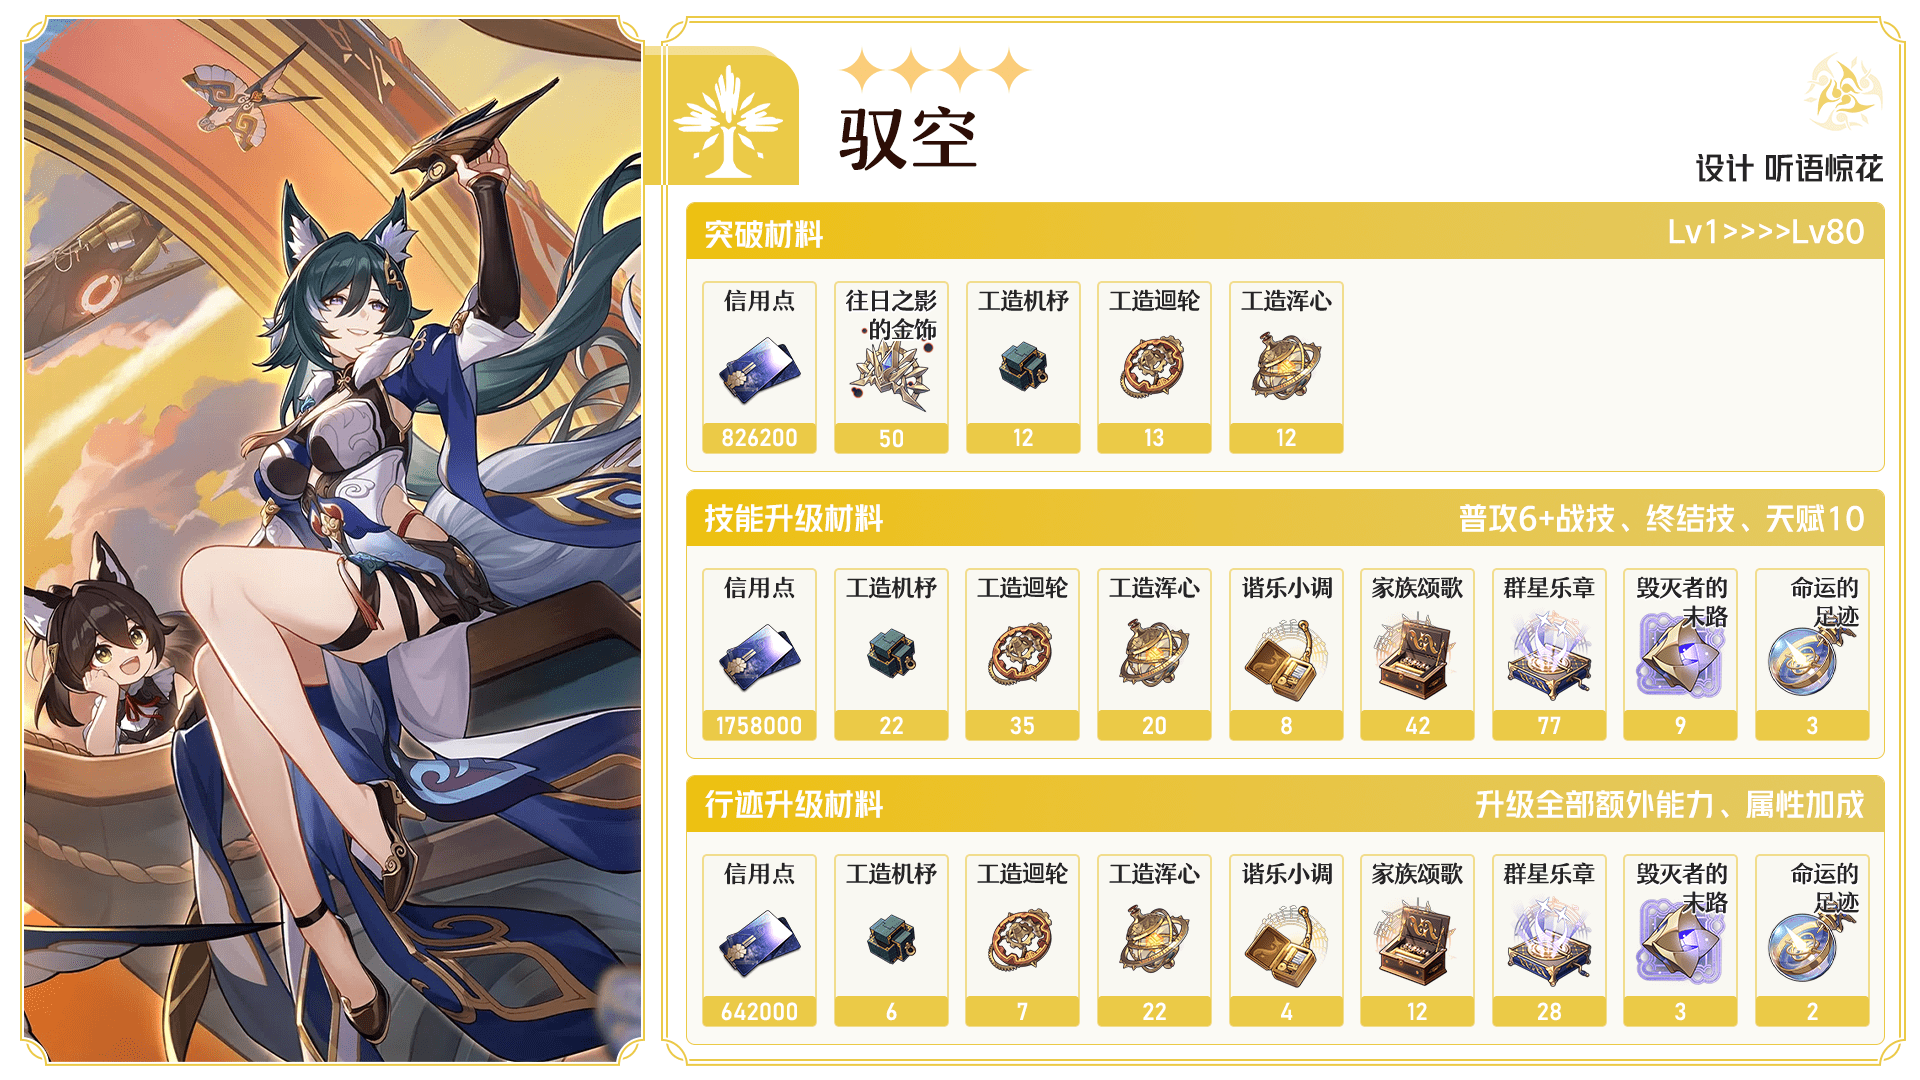 驭空
设计 听语惊花
突破材料
Lv1>>>>Lv80
信用点
往日之影
的金饰
工造机杼
工造迴轮
工造浑心
826200
50
12
13
12
技能升级材料
普攻6+战技、终结技、天赋10
信用点
工造机杼
工造迴轮
工造浑心
谐乐小调
家族颂歌
群星乐章
毁灭者的
末路
命运的
足迹
1758000
22
35
20
8
42
77
9
3
行迹升级材料
升级全部额外能力、属性加成
信用点
工造机杼
工造迴轮
工造浑心
谐乐小调
家族颂歌
群星乐章
毁灭者的
末路
命运的
足迹
642000
6
7
22
4
12
28
3
2